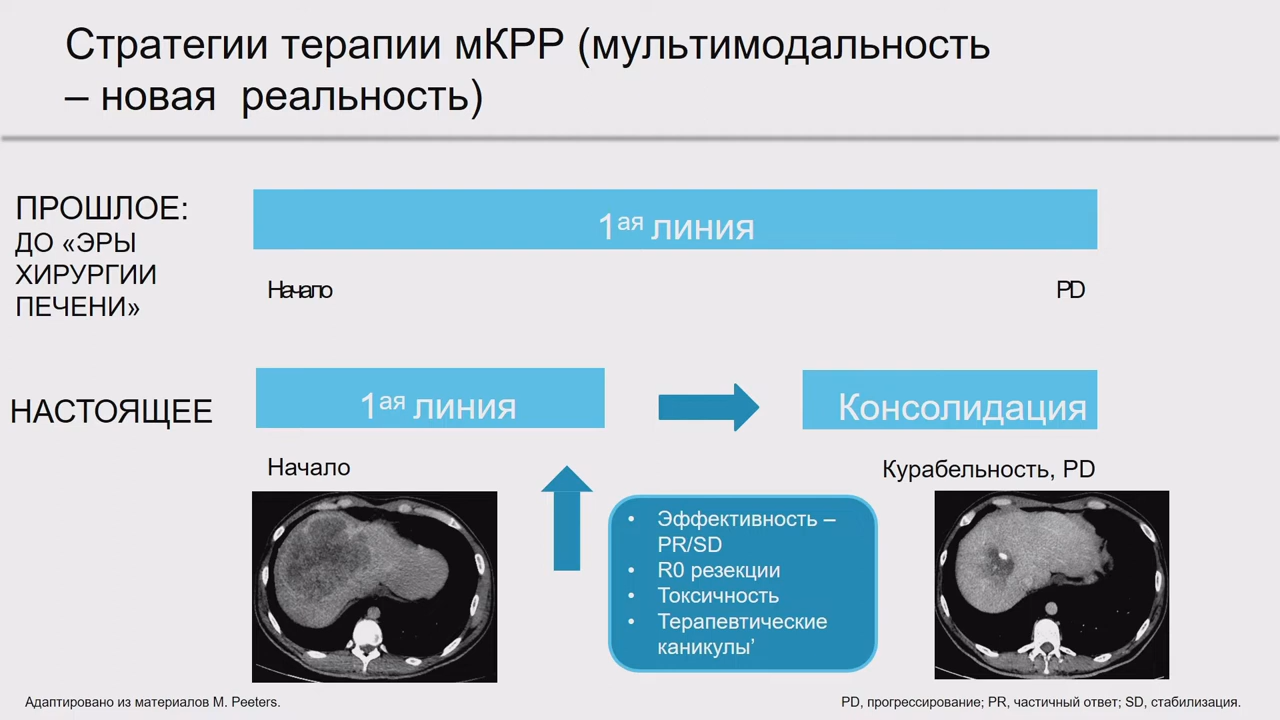 Стратегии терапии мКРР (мультимодальность
– новая реальность)
ПРОШЛОЕ:
ДО «ЭРЫ
ХИРУРГИИ
ПЕЧЕНИ»
1ая линия
Начало
PD
НАСТОЯЩЕЕ
1ая линия
Консолидация
Начало
Курабельность, PD
• Эффективность –
PR/SD
• R0 резекции
• Токсичность
• Терапевтические
каникулы’
Адаптировано из материалов M. Peeters.
PD, прогрессирование; PR, частичный ответ; SD, стабилизация.